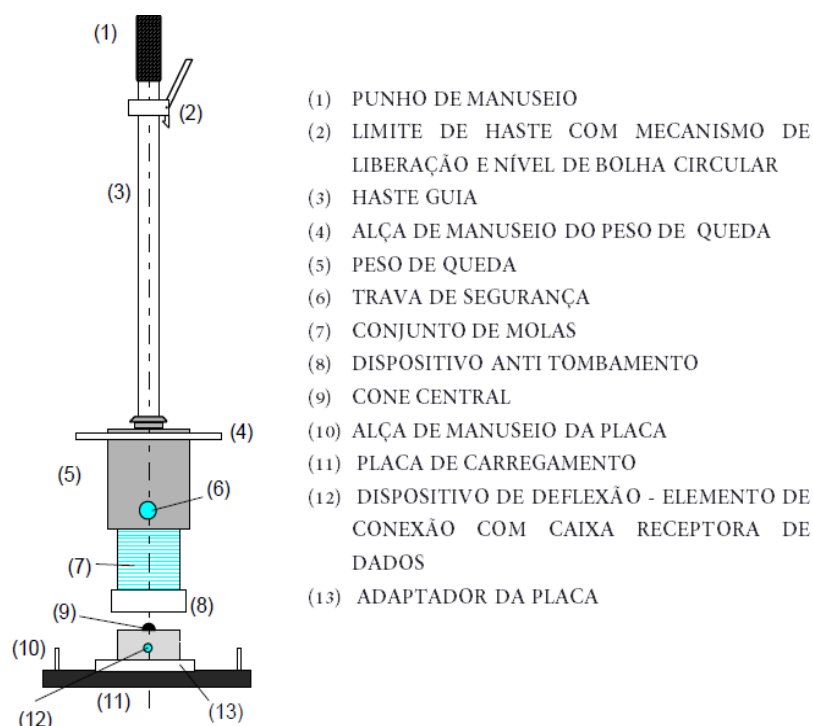 (1)
(2)
(3)
(4)
(5)
(6)
(7)
(8)
(9)
(10)
(11)
(12)
(13)
(1) PUNHO DE MANUSEIO
(2) LIMITE DE HASTE COM MECANISMO DE
LIBERAÇÃO E NÍVEL DE BOLHA CIRCULAR
(3) HASTE GUIA
(4) ALÇA DE MANUSEIO DO PESO DE QUEDA
(5) PESO DE QUEDA
(6) TRAVA DE SEGURANÇA
(7) CONJUNTO DE MOLAS
(8) DISPOSITIVO ANTI TOMBAMENTO
(9) CONE CENTRAL
(10) ALÇA DE MANUSEIO DA PLACA
(11) PLACA DE CARREGAMENTO
(12) DISPOSITIVO DE DEFLEXÃO - ELEMENTO DE
CONEXÃO COM CAIXA RECEPTORA DE
DADOS
(13) ADAPTADOR DA PLACA